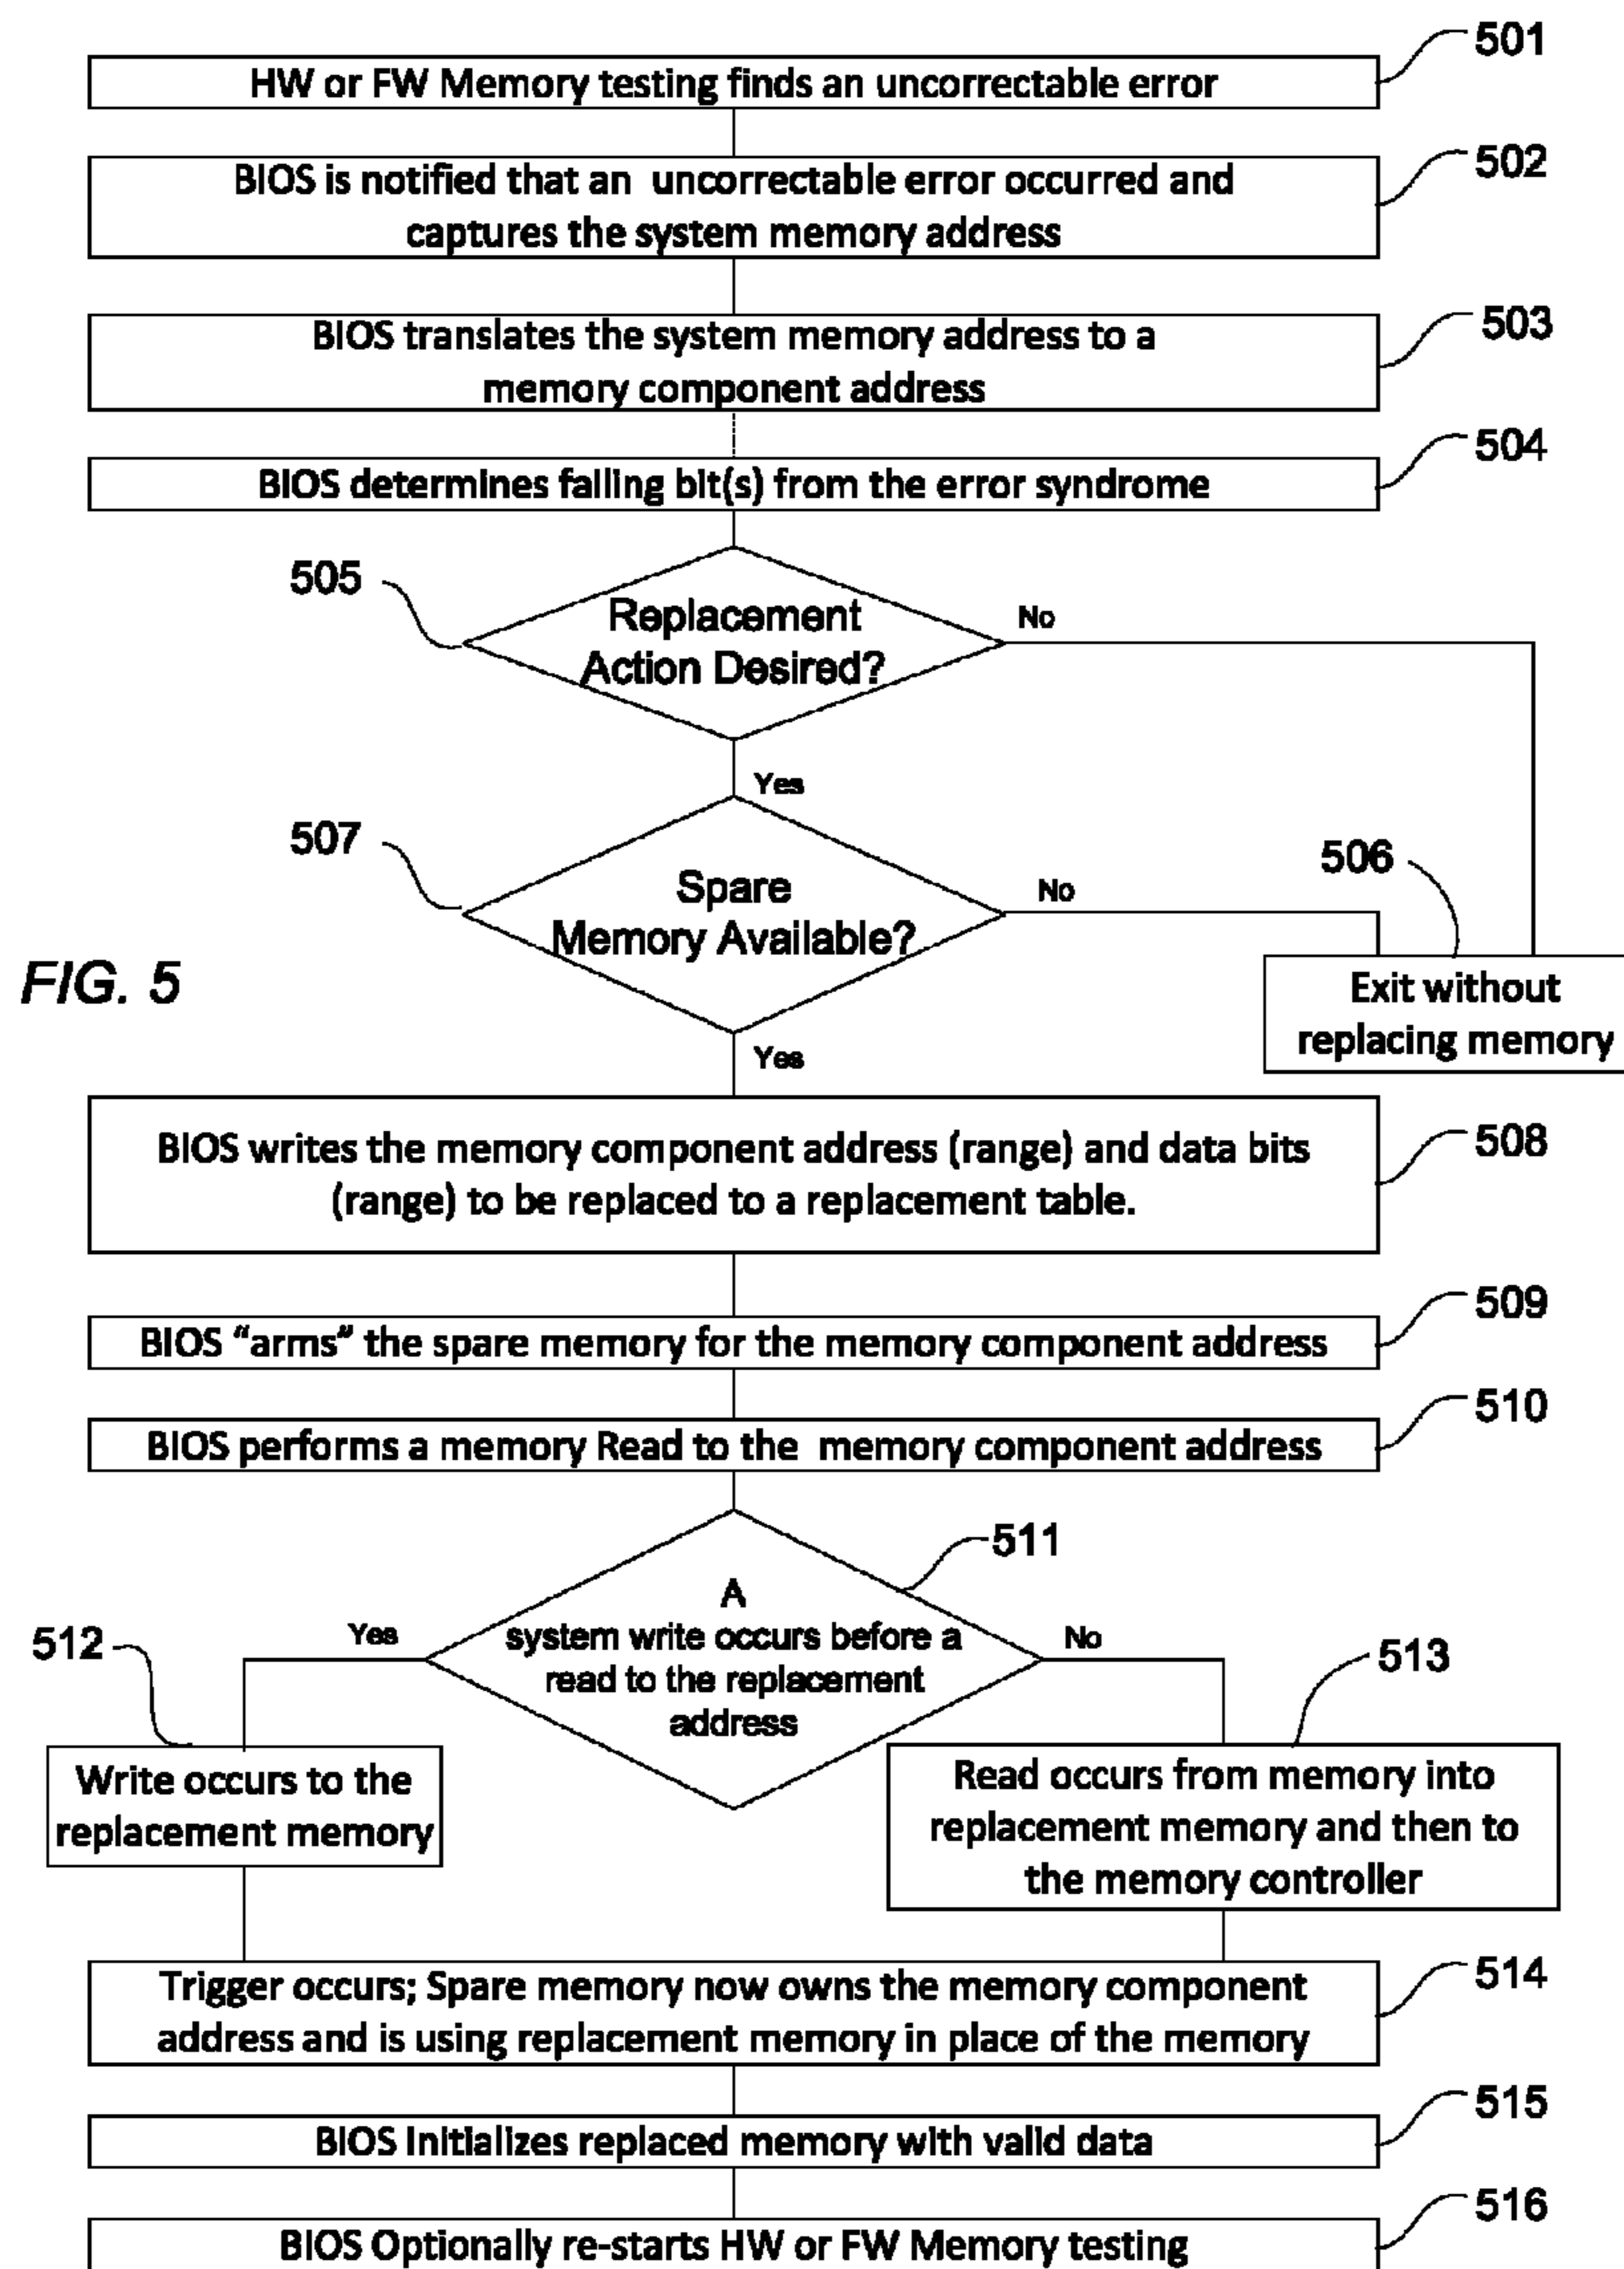 501
HW or FW Memory testing finds an uncorrectable error
502
BIOS is notified that an uncorrectable error occurred and
captures the system memory address
503
BIOS translates the system memory address to a
memory component address
504
BIOS determines failing bit(s) from the error syndrome
505
Replacement
Action Desired?
No
Yes
507
Spare
Memory Available?
No
506
Exit without
replacing memory
FIG. 5
Yes
508
BIOS writes the memory component address (range) and data bits
(range) to be replaced to a replacement table.
509
BIOS “arms” the spare memory for the memory component address
510
BIOS performs a memory Read to the memory component address
511
A
system write occurs before a
read to the replacement
address
Yes
No
512
Write occurs to the
replacement memory
513
Read occurs from memory into
replacement memory and then to
the memory controller
514
Trigger occurs; Spare memory now owns the memory component
address and is using replacement memory in place of the memory
515
BIOS Initializes replaced memory with valid data
516
BIOS Optionally re-starts HW or FW Memory testing